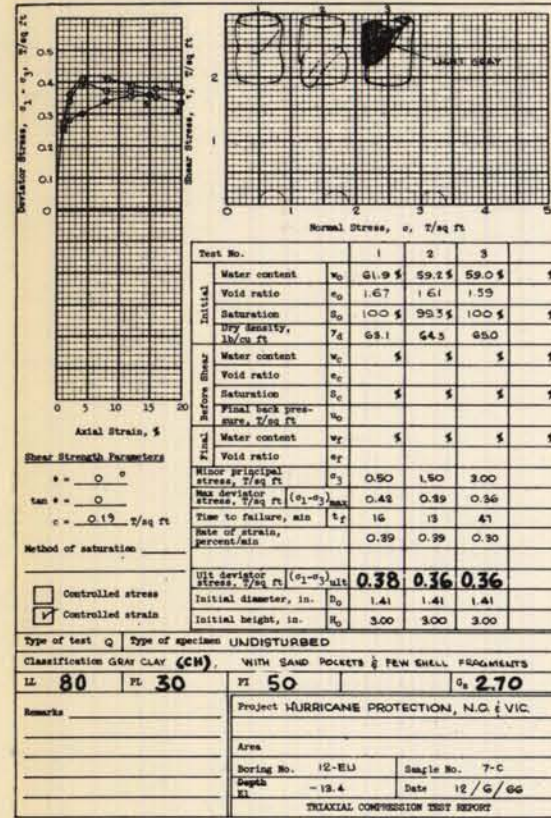 1 2 3
LIGHT GRAY
Deviator Stress, σ1 - σ3, T/sq ft
0.5
0.4
0.3
0.2
0.1
0
0 5 10 15 20
Axial Strain, %
Shear Stress, τ, T/sq ft
2
1
0 1 2 3 4 5
Normal Stress, σ, T/sq ft
Shear Strength Parameters
φ = 0 °
tan φ = 0
c = 0.19 T/sq ft
Method of saturation
Controlled stress
Controlled strain
Test No. 1 2 3
Initial
Water content w0 61.9 % 59.2 % 59.0 % %
Void ratio e0 1.67 1.61 1.59
Saturation S0 100 % 99.3 % 100 % %
Dry density, lb/cu ft γd 63.1 64.5 65.0
Before Shear
Water content wc % % % %
Void ratio ec
Saturation Sc % % % %
Final back pressure, T/sq ft u0
Final
Water content wf % % % %
Void ratio ef
Minor principal stress, T/sq ft σ3 0.50 1.50 3.00
Max deviator stress, T/sq ft (σ1-σ3)max 0.42 0.39 0.36
Time to failure, min tf 16 13 47
Rate of strain, percent/min 0.39 0.39 0.30
Ult deviator stress, T/sq ft (σ1-σ3)ult 0.38 0.36 0.36
Initial diameter, in. D0 1.41 1.41 1.41
Initial height, in. H0 3.00 3.00 3.00
Type of test Q Type of specimen UNDISTURBED
Classification GRAY CLAY (CH), WITH SAND POCKETS & FEW SHELL FRAGMENTS
LL 80 PL 30 PI 50 Gs 2.70
Remarks
Project HURRICANE PROTECTION, N.O. & VIC.
Area
Boring No. 12-EU Sample No. 7-C
Depth El -13.4 Date 12/6/66
TRIAXIAL COMPRESSION TEST REPORT